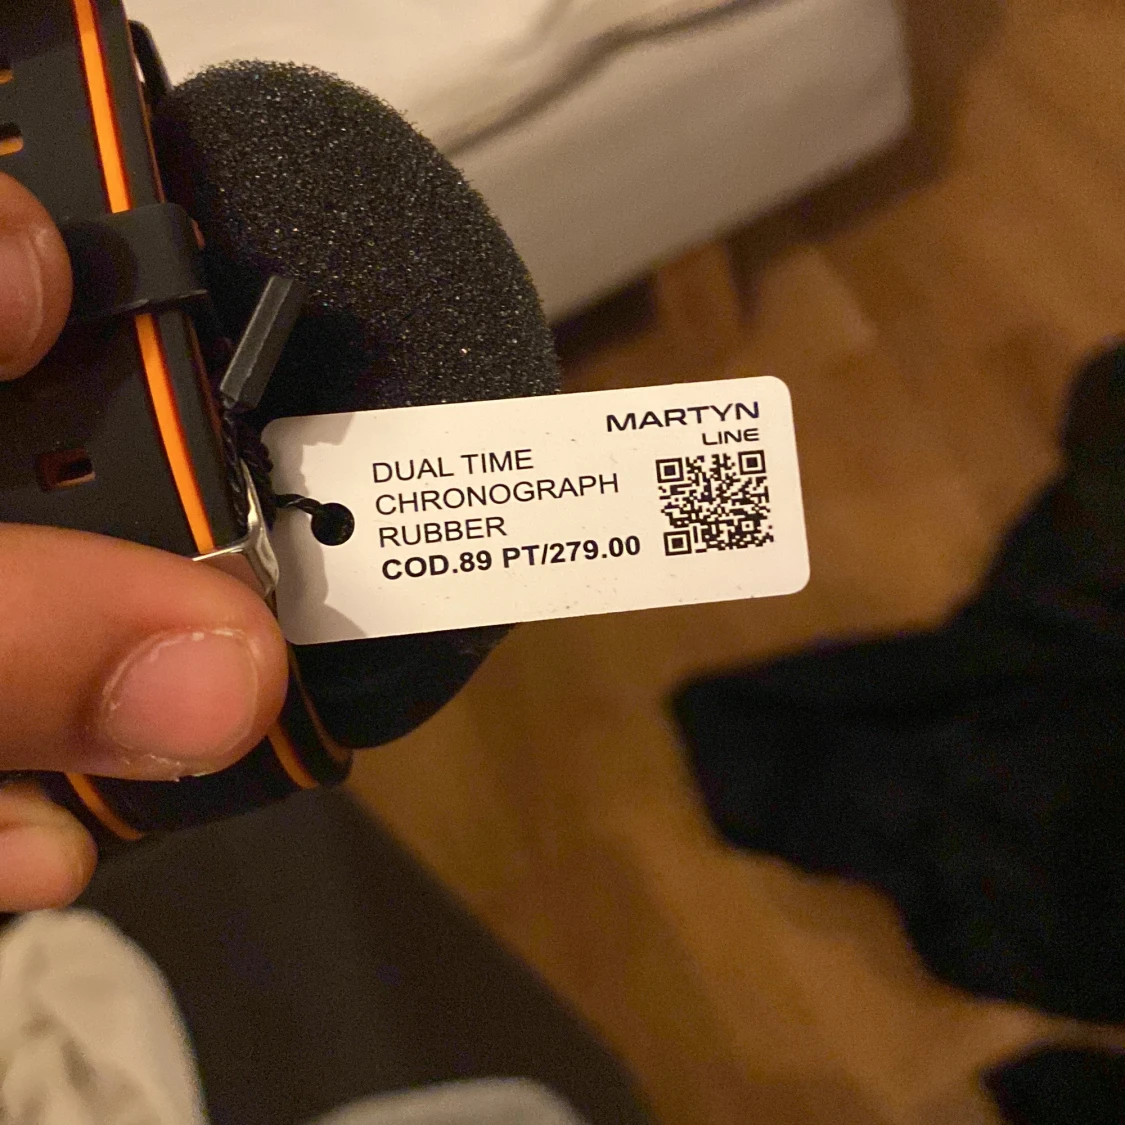 MARTYN
LINE
DUAL TIME
CHRONOGRAPH
RUBBER
COD.89 PT/279.00